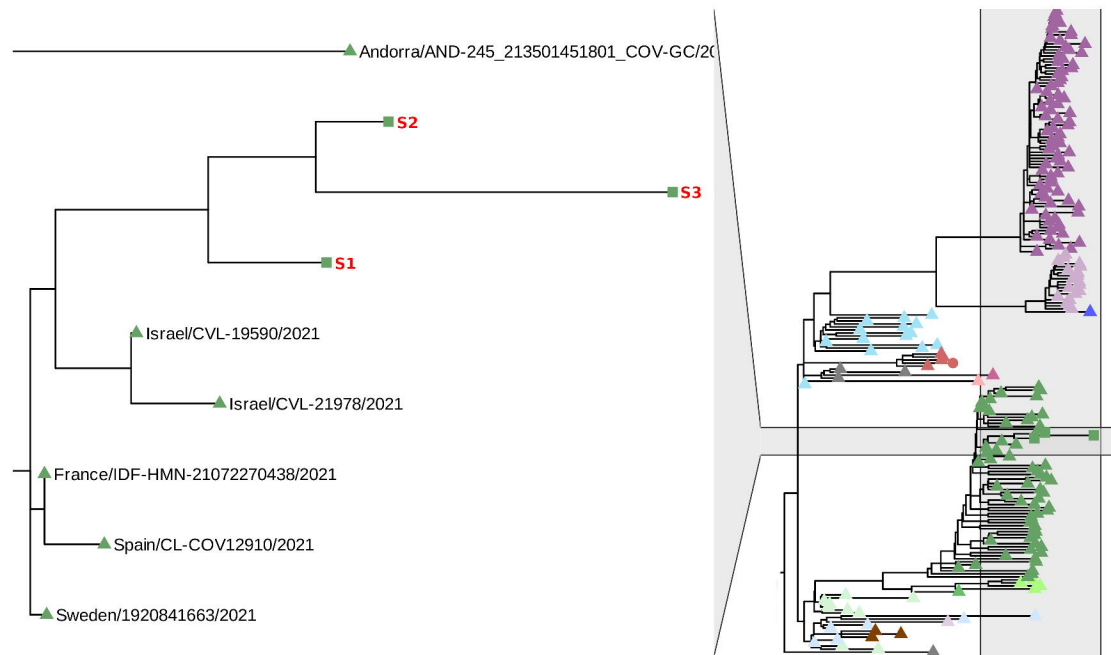 Andorra/AND-245_213501451801_COV-GC/20
S2
S3
S1
Israel/CVL-19590/2021
Israel/CVL-21978/2021
France/IDF-HMN-21072270438/2021
Spain/CL-COV12910/2021
Sweden/1920841663/2021